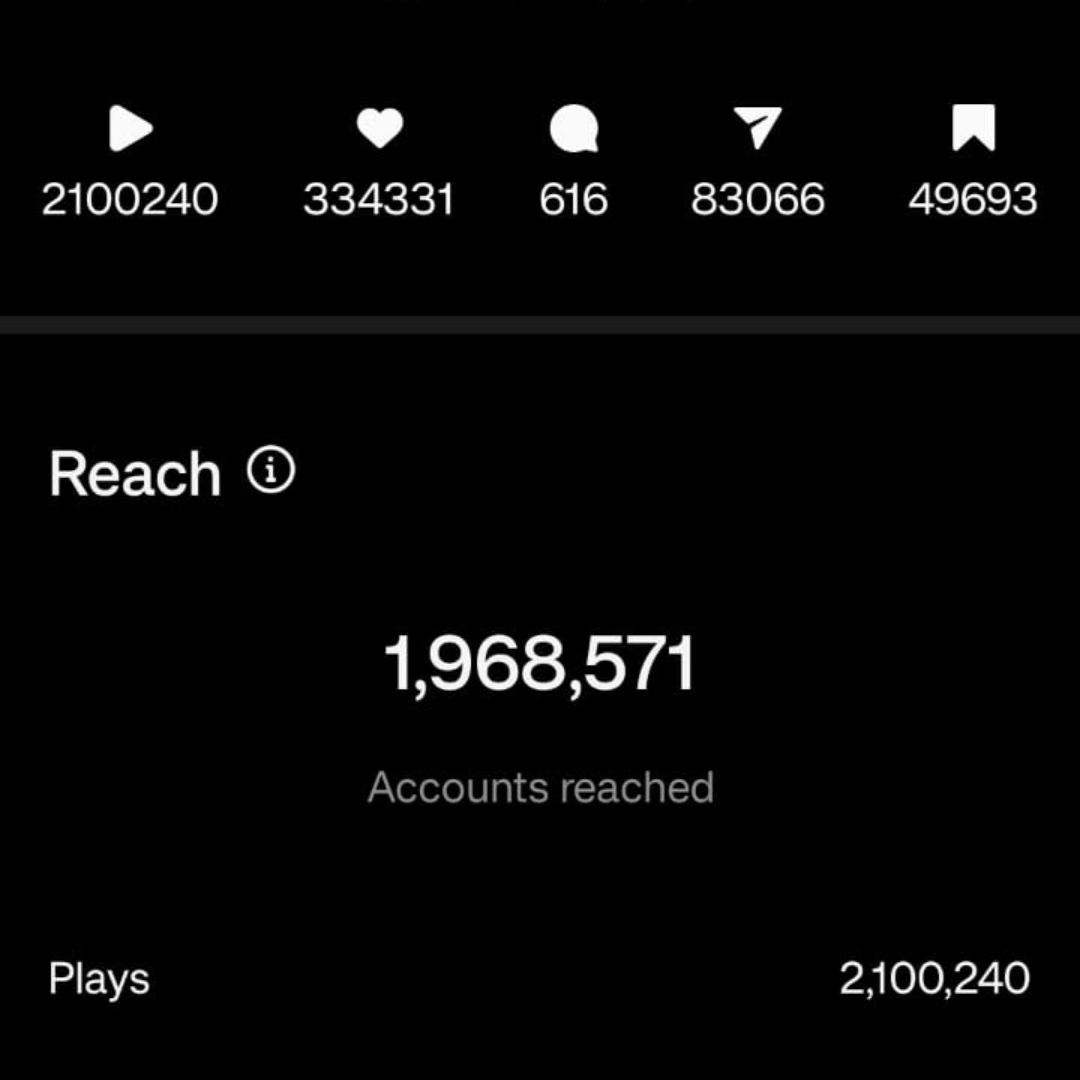 2100240 334331 616 83066 49693
Reach
1,968,571
Accounts reached
Plays 2,100,240